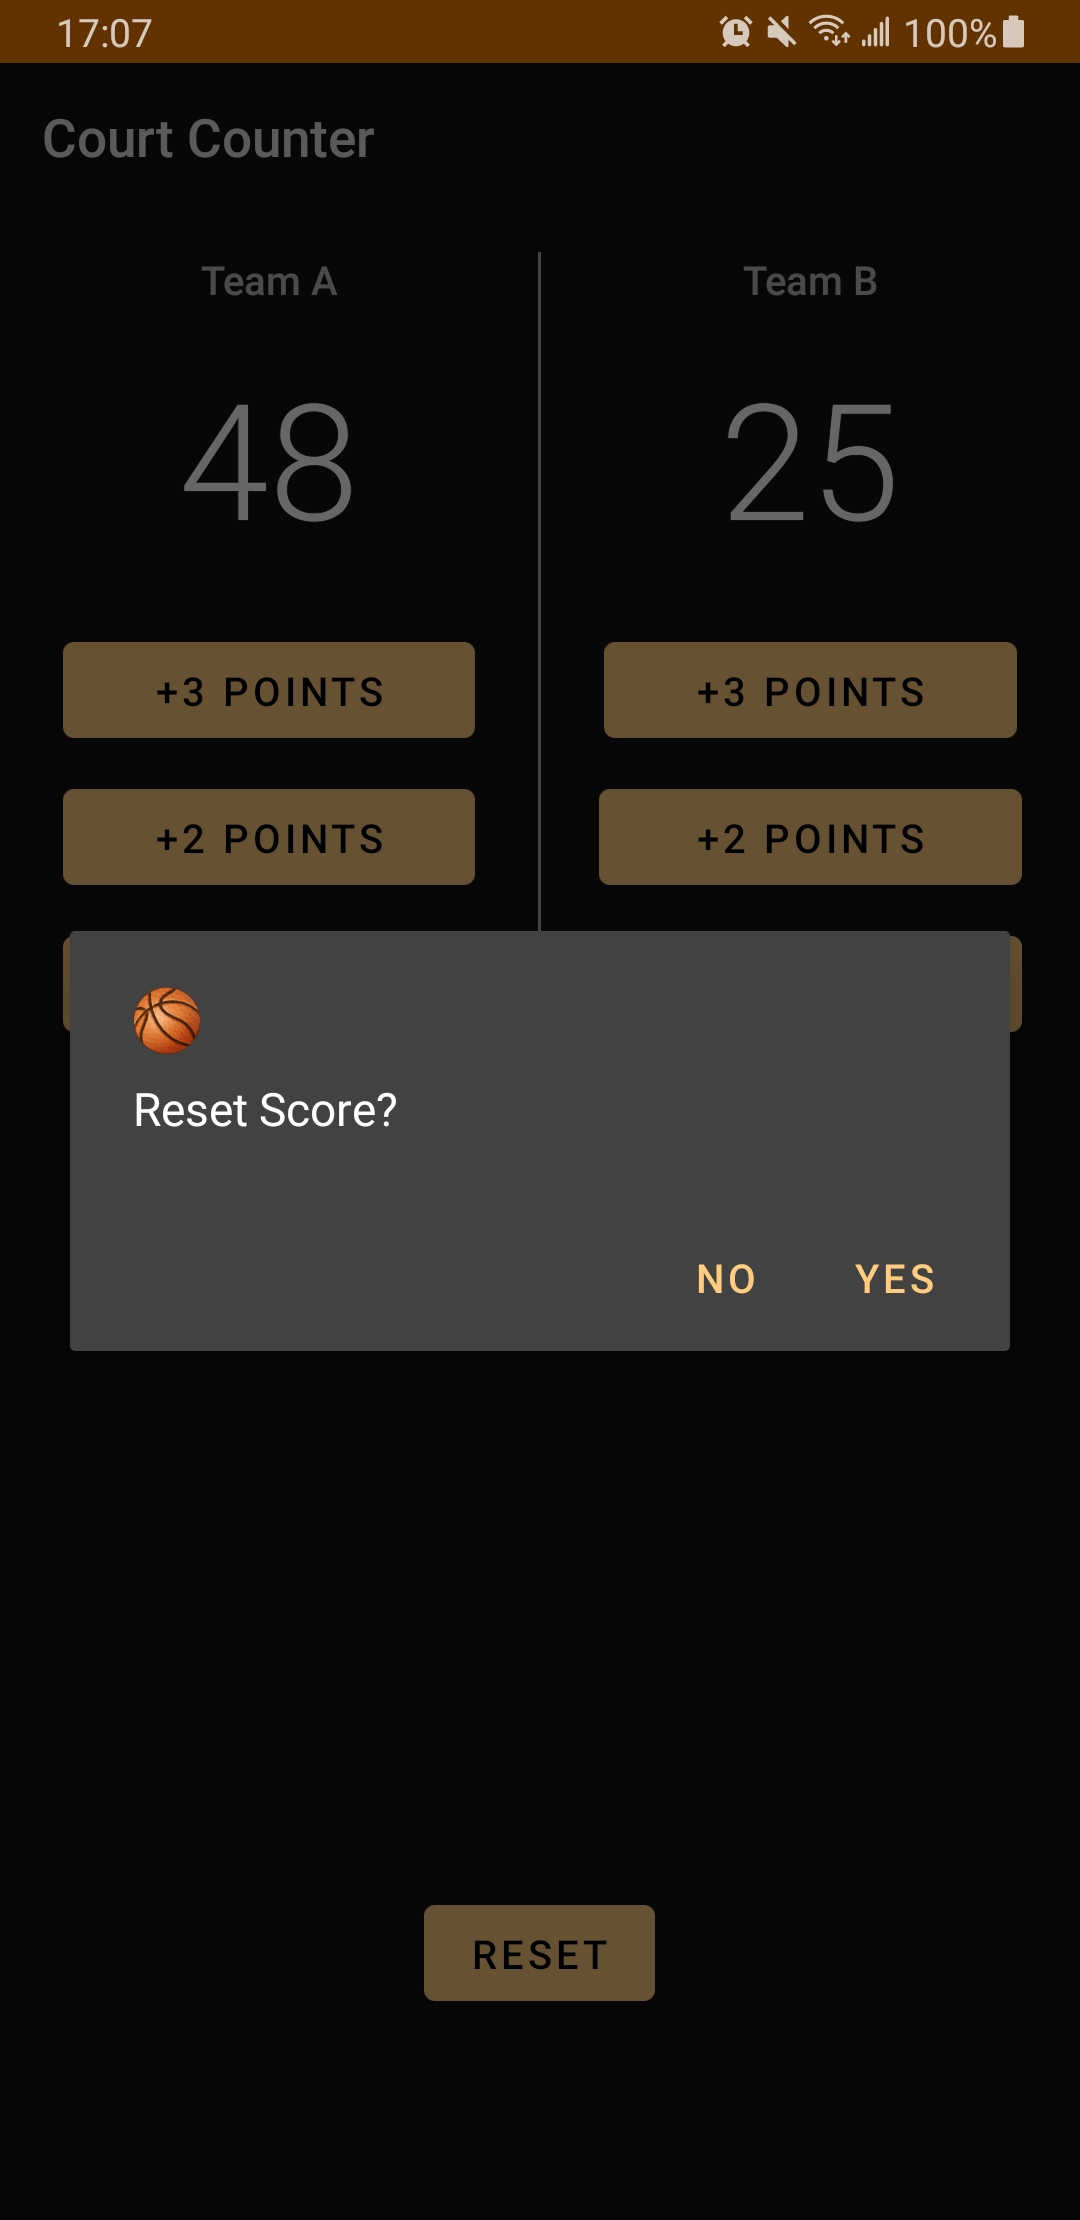 17:07 100%
Court Counter
Team A Team B
48 25
+3 POINTS +3 POINTS
+2 POINTS +2 POINTS
Reset Score?
NO YES
RESET